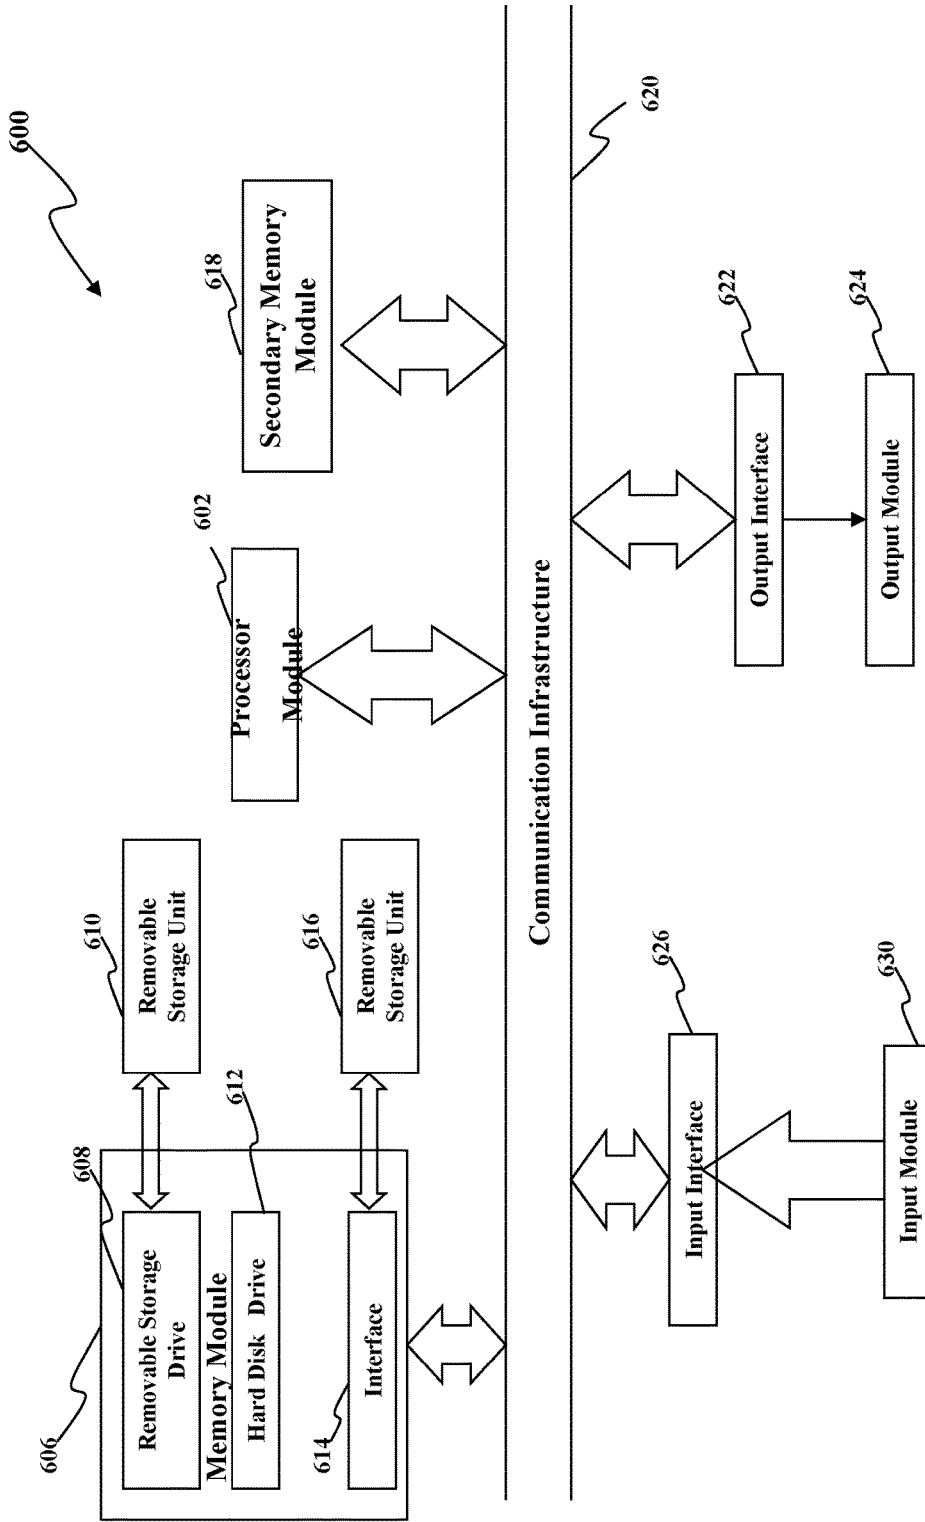 600
606
608
Removable Storage
Drive
Memory Module
612
Hard Disk Drive
614
Interface
610
Removable
Storage Unit
616
Removable
Storage Unit
602
Processor
Module
618
Secondary Memory
Module
Communication Infrastructure
620
626
Input Interface
630
Input Module
622
Output Interface
624
Output Module